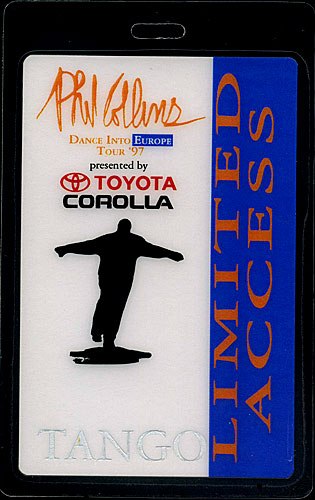 Phil Collins
DANCE INTO EUROPE
TOUR '97
presented by
TOYOTA
COROLLA
TANGO
LIMITED
ACCESS